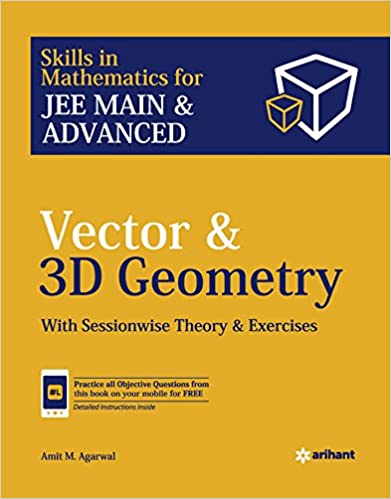 Skills in
Mathematics for
JEE MAIN &
ADVANCED
Vector &
3D Geometry
With Sessionwise Theory & Exercises
#L
Practice all Objective Questions from
this book on your mobile for FREE
Detailed Instructions inside
Amit M. Agarwal
arihant